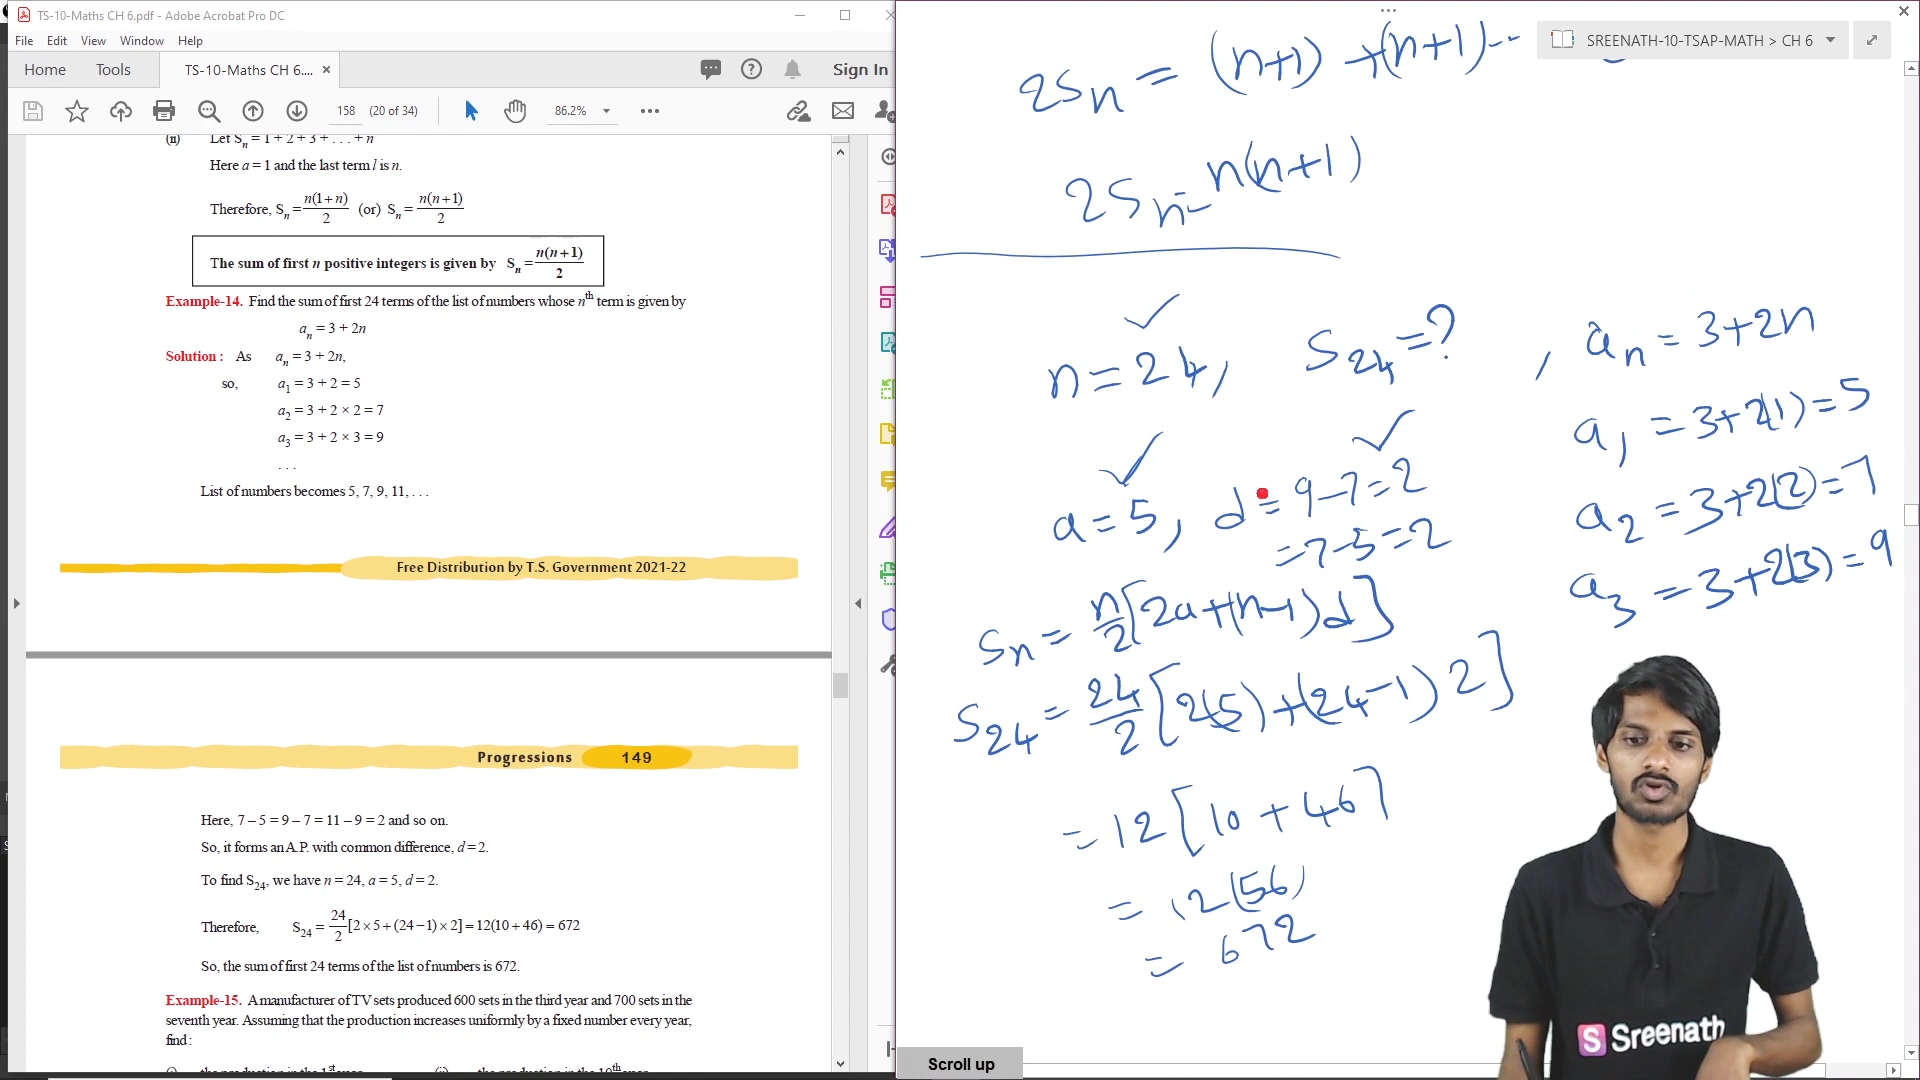 TS-10-Maths CH 6.pdf - Adobe Acrobat Pro DC
File Edit View Window Help
Home Tools TS-10-Maths CH 6.... × Sign In
158 (20 of 34) 86.2%
(ii) Let Sₙ = 1 + 2 + 3 + . . . + n
Here a = 1 and the last term l is n.
Therefore, Sₙ = n(1+n)/2 (or) Sₙ = n(n+1)/2
The sum of first n positive integers is given by Sₙ = n(n+1)/2
Example-14. Find the sum of first 24 terms of the list of numbers whose nᵗʰ term is given by
aₙ = 3 + 2n
Solution : As aₙ = 3 + 2n,
so, a₁ = 3 + 2 = 5
a₂ = 3 + 2 × 2 = 7
a₃ = 3 + 2 × 3 = 9
. . .
List of numbers becomes 5, 7, 9, 11, . . .
Free Distribution by T.S. Government 2021-22
Progressions 149
Here, 7 – 5 = 9 – 7 = 11 – 9 = 2 and so on.
So, it forms an A.P. with common difference, d = 2.
To find S₂₄, we have n = 24, a = 5, d = 2.
Therefore, S₂₄ = 24/2 [2×5+(24−1)×2] = 12(10+46) = 672
So, the sum of first 24 terms of the list of numbers is 672.
Example-15. A manufacturer of TV sets produced 600 sets in the third year and 700 sets in the
seventh year. Assuming that the production increases uniformly by a fixed number every year,
find :
SREENATH-10-TSAP-MATH > CH 6
2Sₙ = (n+1) + (n+1)--
2Sₙ = n(n+1)
n = 24, S₂₄ = ? , aₙ = 3+2n
a₁ = 3+2(1) = 5
a = 5, d = 9-7 = 2
a₂ = 3+2(2) = 7
= 7-5 = 2
a₃ = 3+2(3) = 9
Sₙ = n/2 [2a+(n-1)d]
S₂₄ = 24/2 [2(5)+(24-1)2]
= 12[10+46]
= 12(56)
= 672
S Sreenath
Scroll up